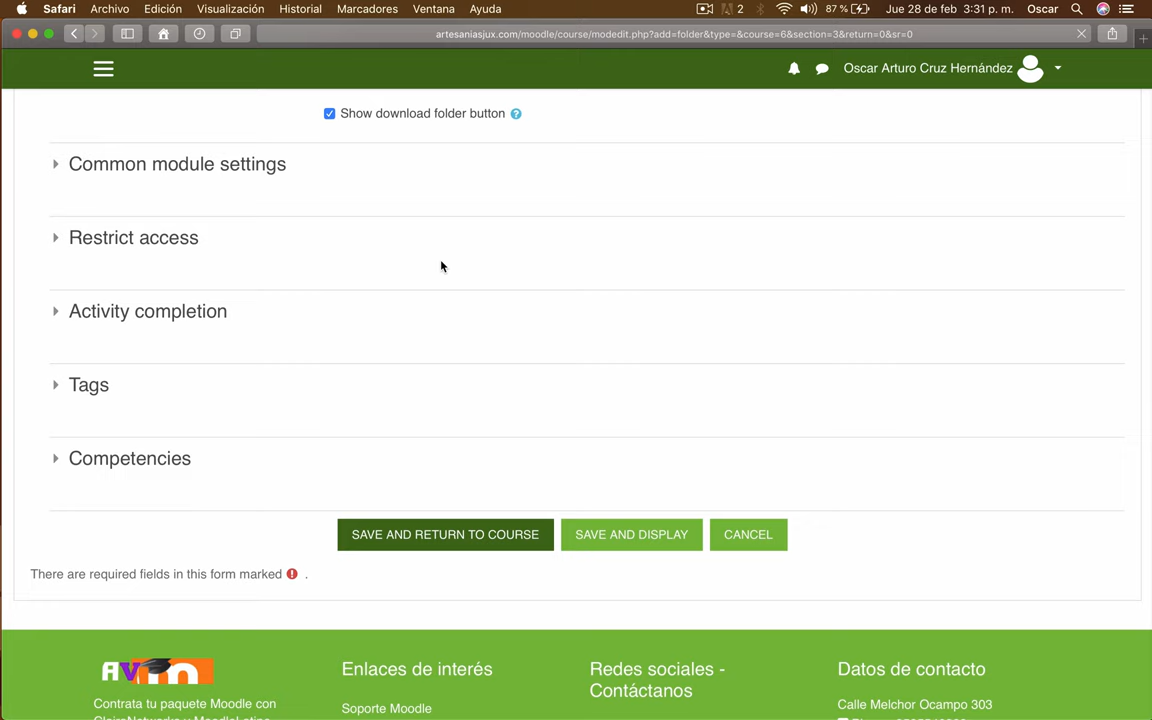 Safari Archivo Edición Visualización Historial Marcadores Ventana Ayuda 2 87 % Jue 28 de feb 3:31 p. m. Oscar
artesaniasjux.com/moodle/course/modedit.php?add=folder&type=&course=6&section=3&return=0&sr=0
Oscar Arturo Cruz Hernández
Show download folder button
Common module settings
Restrict access
Activity completion
Tags
Competencies
SAVE AND RETURN TO COURSE SAVE AND DISPLAY CANCEL
There are required fields in this form marked .
Enlaces de interés
Redes sociales -
Contáctanos
Datos de contacto
Contrata tu paquete Moodle con
Soporte Moodle
Calle Melchor Ocampo 303